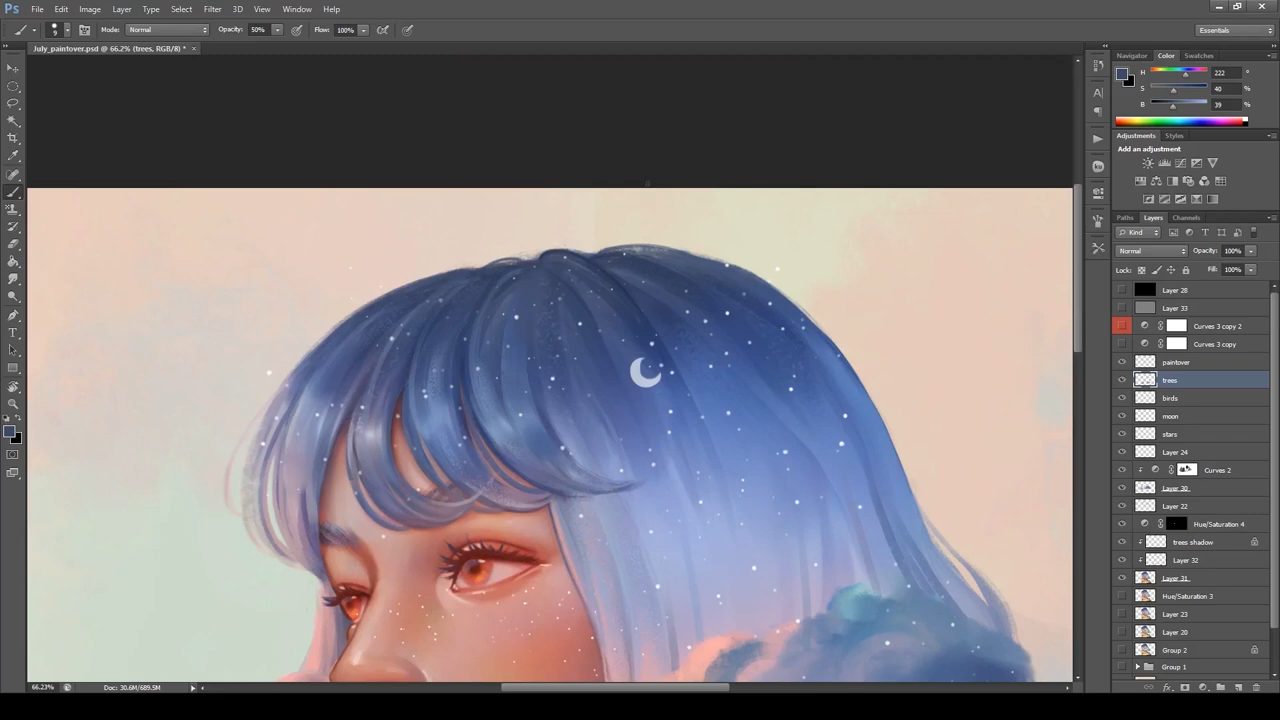 Ps File Edit Image Layer Type Select Filter 3D View Window Help
9 Mode: Normal Opacity: 50% Flow: 100% Essentials
July_paintover.psd @ 66.2% (trees, RGB/8) * ×
Navigator Color Swatches
H 222 °
S 40 %
B 39 %
Adjustments Styles
Add an adjustment
Paths Layers Channels
Kind
Normal Opacity: 100%
Lock: Fill: 100%
Layer 28
Layer 33
Curves 3 copy 2
Curves 3 copy
paintover
trees
birds
moon
stars
Layer 24
Curves 2
Layer 30
Layer 22
Hue/Saturation 4
trees shadow
Layer 32
Layer 31
Hue/Saturation 3
Layer 23
Layer 20
Group 2
Group 1
66.23% Doc: 30.6M/689.5M